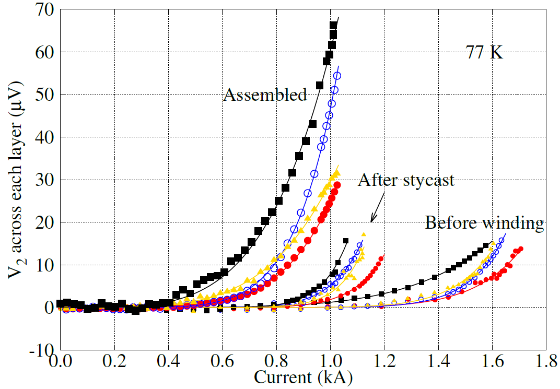 70
60
50
40
30
20
10
0
-10
V2 across each layer (μV)
77 K
Assembled
After stycast
Before winding
0.0 0.2 0.4 0.6 0.8 1.0 1.2 1.4 1.6 1.8
Current (kA)